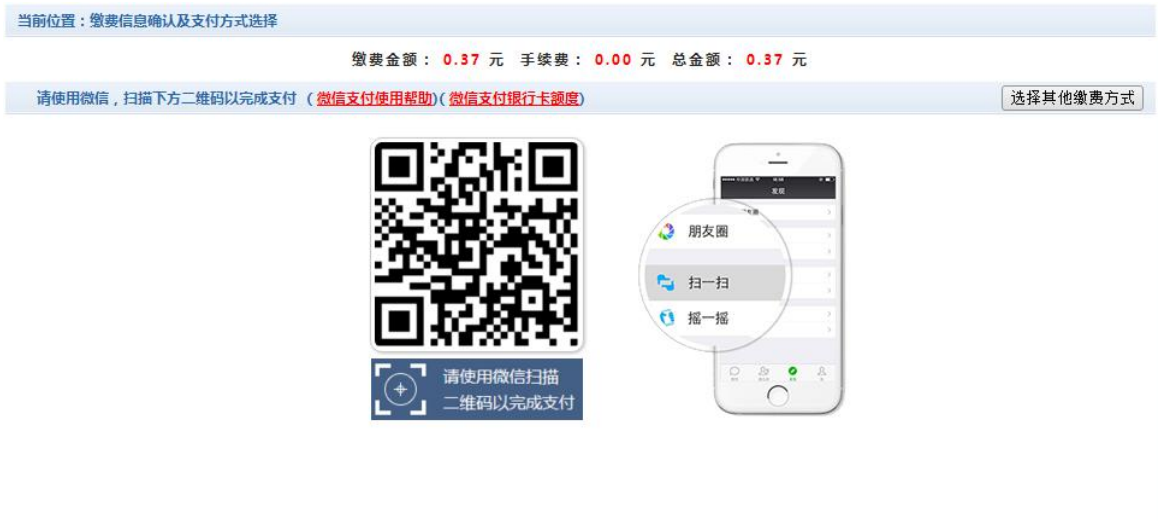 当前位置：缴费信息确认及支付方式选择
缴费金额： 0.37 元 手续费： 0.00 元 总金额： 0.37 元
请使用微信，扫描下方二维码以完成支付 （微信支付使用帮助)( 微信支付银行卡额度)
选择其他缴费方式
发现
朋友圈
扫一扫
摇一摇
请使用微信扫描
二维码以完成支付